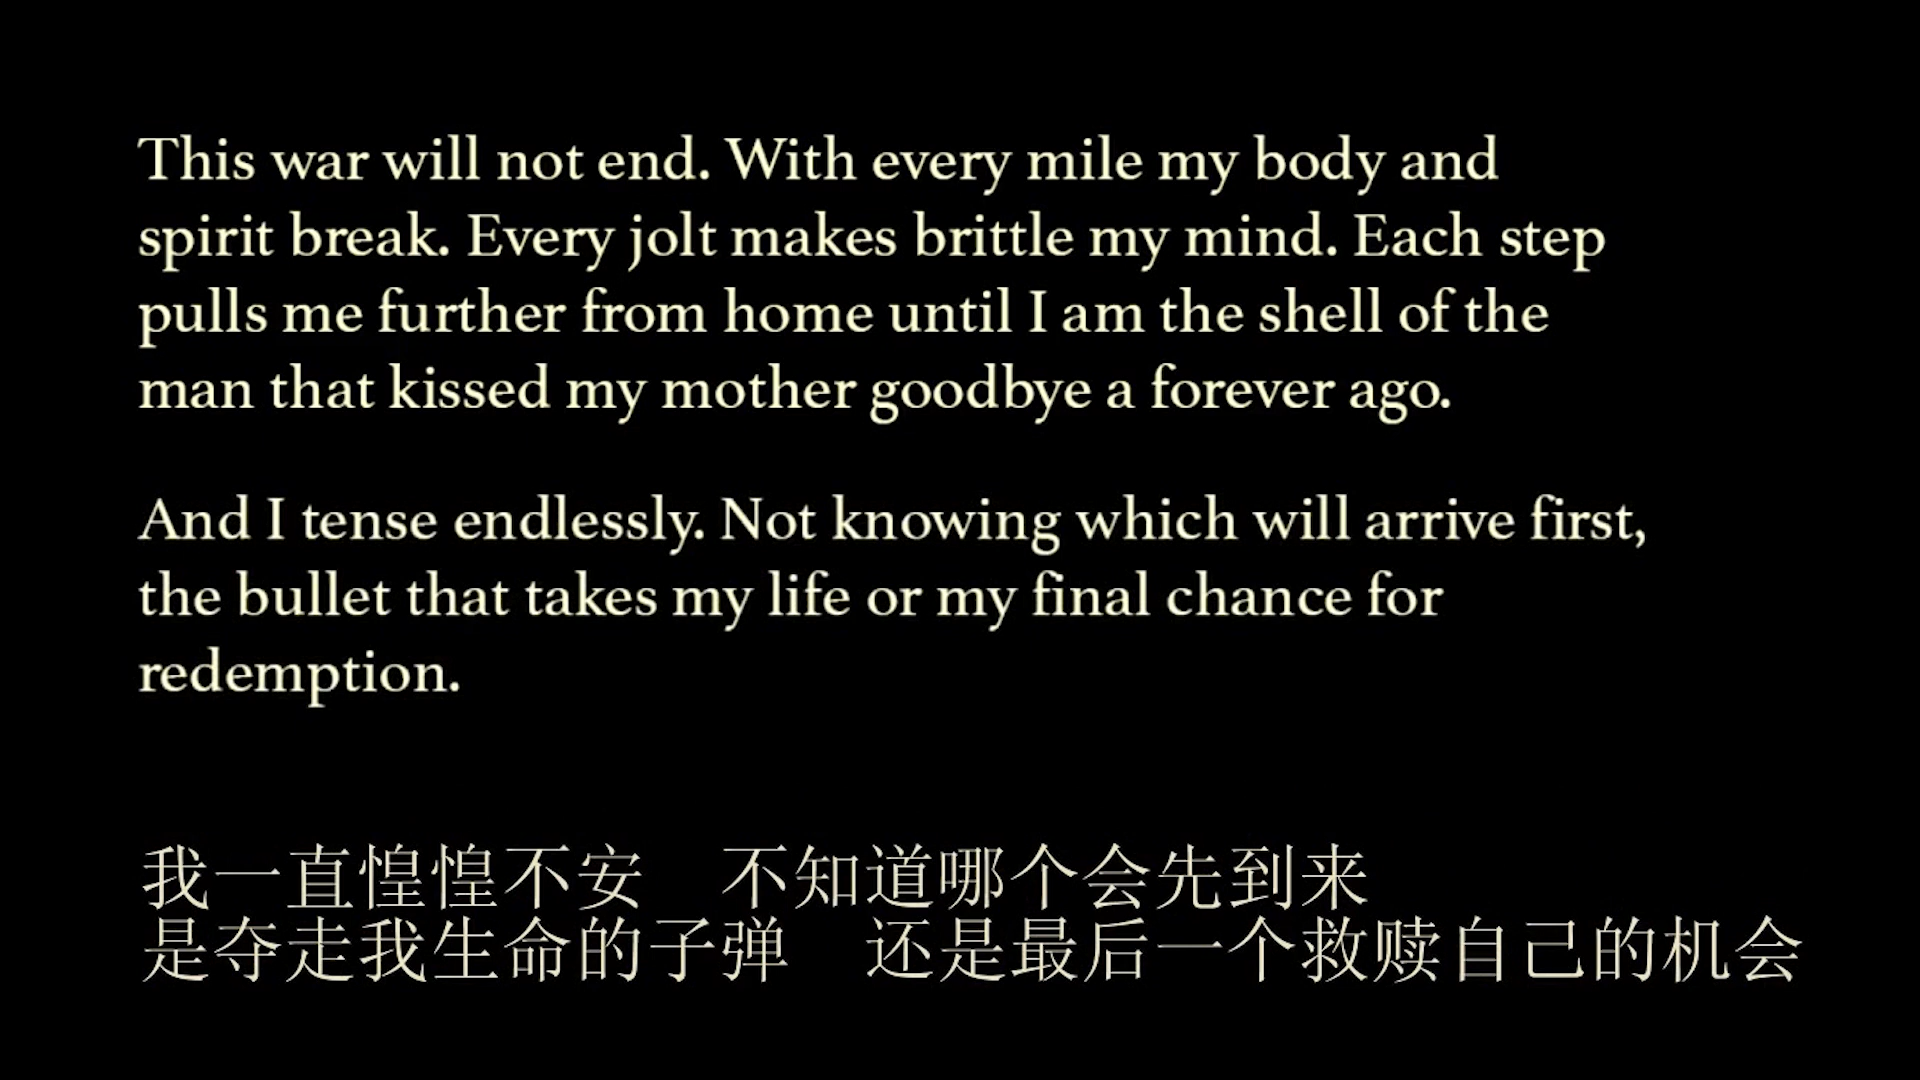 This war will not end. With every mile my body and
spirit break. Every jolt makes brittle my mind. Each step
pulls me further from home until I am the shell of the
man that kissed my mother goodbye a forever ago.
And I tense endlessly. Not knowing which will arrive first,
the bullet that takes my life or my final chance for
redemption.
我一直惶惶不安　不知道哪个会先到来
是夺走我生命的子弹　还是最后一个救赎自己的机会